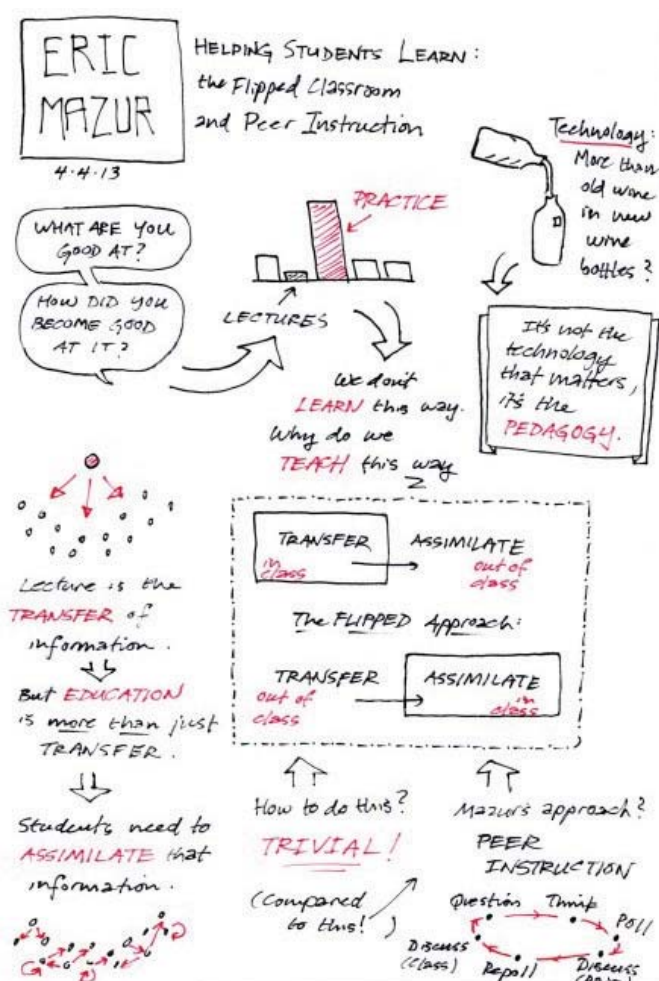 ERIC
MAZUR
4.4.13
HELPING STUDENTS LEARN:
the Flipped Classroom
and Peer Instruction
Technology:
More than
old wine
in new
wine
bottles?
It's not the
technology
that matters,
it's the
PEDAGOGY.
WHAT ARE YOU
GOOD AT?
HOW DID YOU
BECOME GOOD
AT IT?
PRACTICE
LECTURES
We don't
LEARN this way.
Why do we
TEACH this way
?
Lecture is the
TRANSFER of
information.
But EDUCATION
is more than just
TRANSFER.
Students need to
ASSIMILATE that
information.
TRANSFER
in
class
ASSIMILATE
out of
class
The FLIPPED Approach:
TRANSFER
out of
class
ASSIMILATE
in
class
How to do this?
TRIVIAL!
(Compared
to this!)
Mazur's approach?
PEER
INSTRUCTION
Question
Think
Poll
Discuss
Repoll
Discuss
(Class)